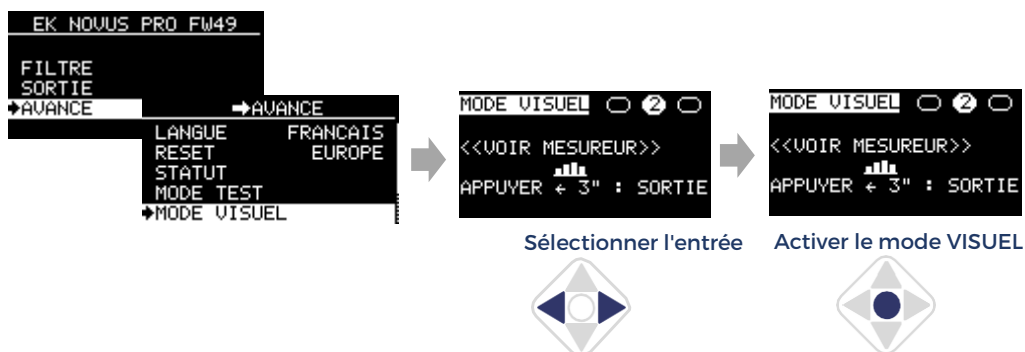 EK NOVUS PRO FW49
FILTRE
SORTIE
➔AVANCE
➔AVANCE
LANGUE FRANCAIS
RESET EUROPE
STATUT
MODE TEST
➔MODE VISUEL
MODE VISUEL 2
<<VOIR MESUREUR>>
APPUYER ← 3" : SORTIE
Sélectionner l'entrée
MODE VISUEL 2
<<VOIR MESUREUR>>
APPUYER ← 3" : SORTIE
Activer le mode VISUEL